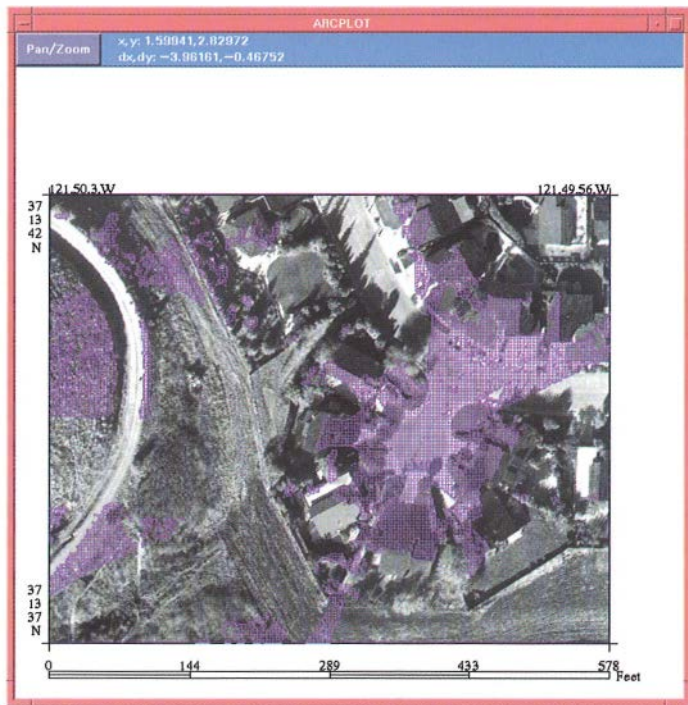 ARCPLOT
Pan/Zoom
x,y: 1.59941,2.82972
dx,dy: -3.96161,-0.46752
121.50.3.W
121.49.56.W
37
13
42
N
37
13
37
N
0 144 289 433 578
Feet